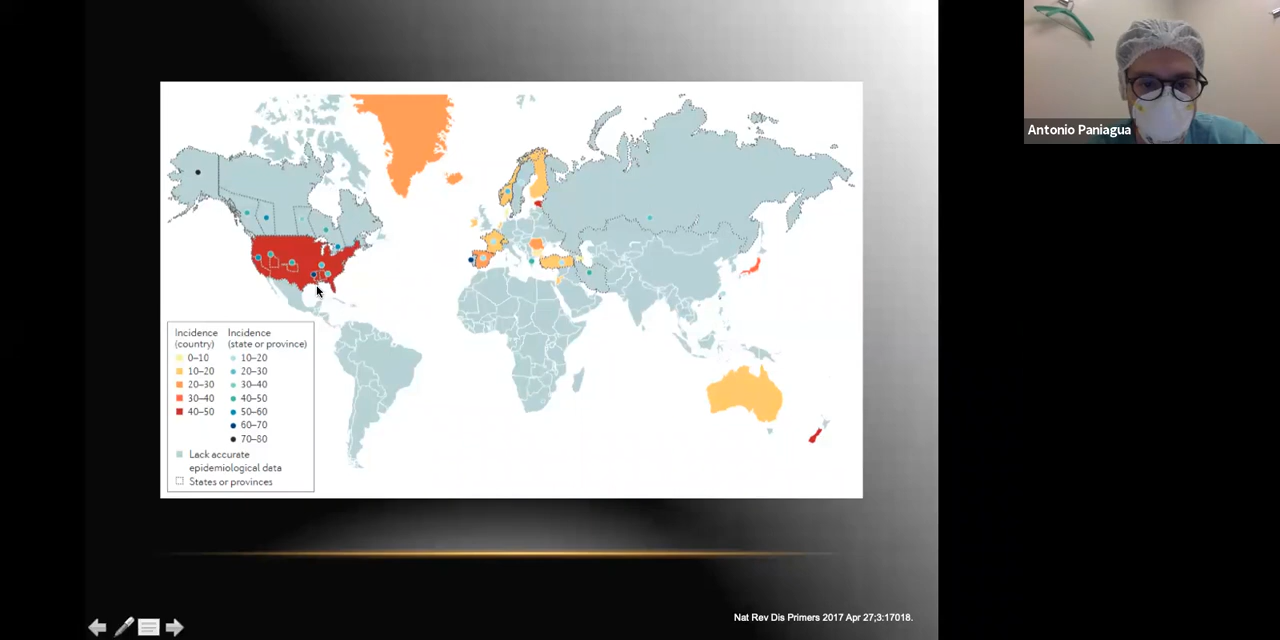 Antonio Paniagua
Incidence
(country)
0–10
10–20
20–30
30–40
40–50
Incidence
(state or province)
10–20
20–30
30–40
40–50
50–60
60–70
70–80
Lack accurate
epidemiological data
States or provinces
Nat Rev Dis Primers 2017 Apr 27;3:17018.